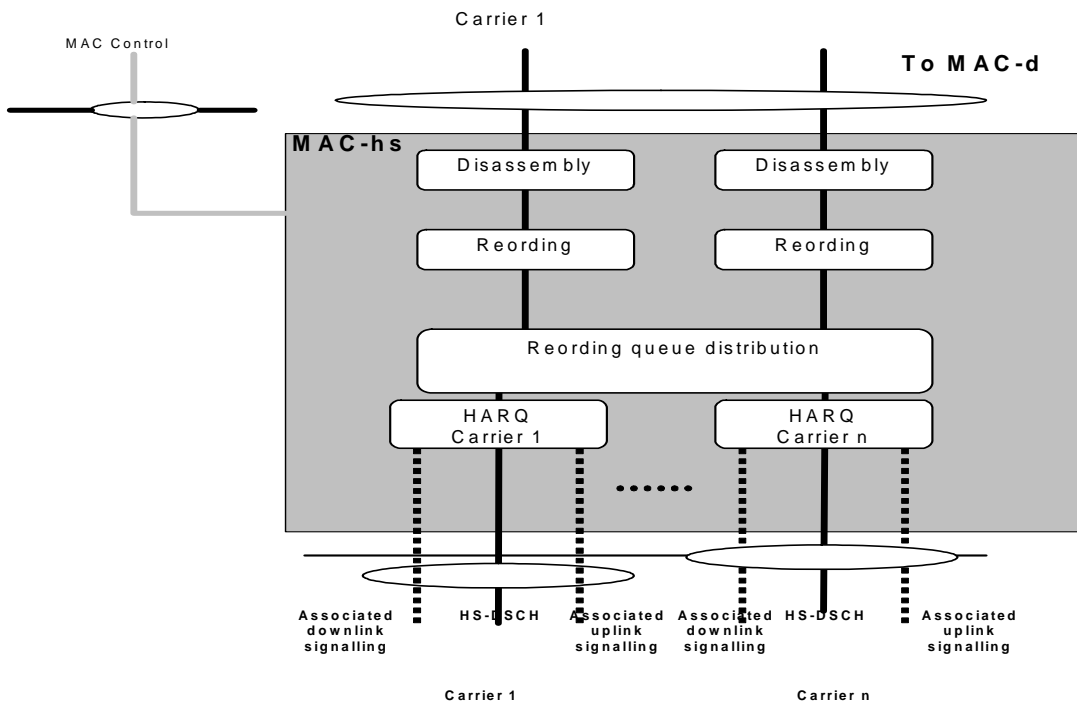 Carrier 1
MAC Control
To MAC-d
MAC-hs
Disassembly
Disassembly
Reording
Reording
Reording queue distribution
HARQ
Carrier 1
HARQ
Carrier n
Associated
downlink
signalling
HS-DSCH
Associated
uplink
signalling
Associated
downlink
signalling
HS-DSCH
Associated
uplink
signalling
Carrier 1
Carrier n